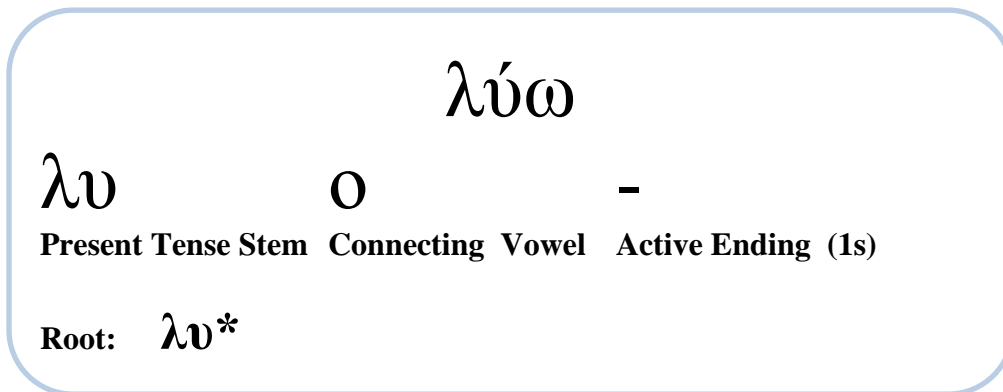 λύω
λυ ο -
Present Tense Stem Connecting Vowel Active Ending (1s)
Root: λυ*